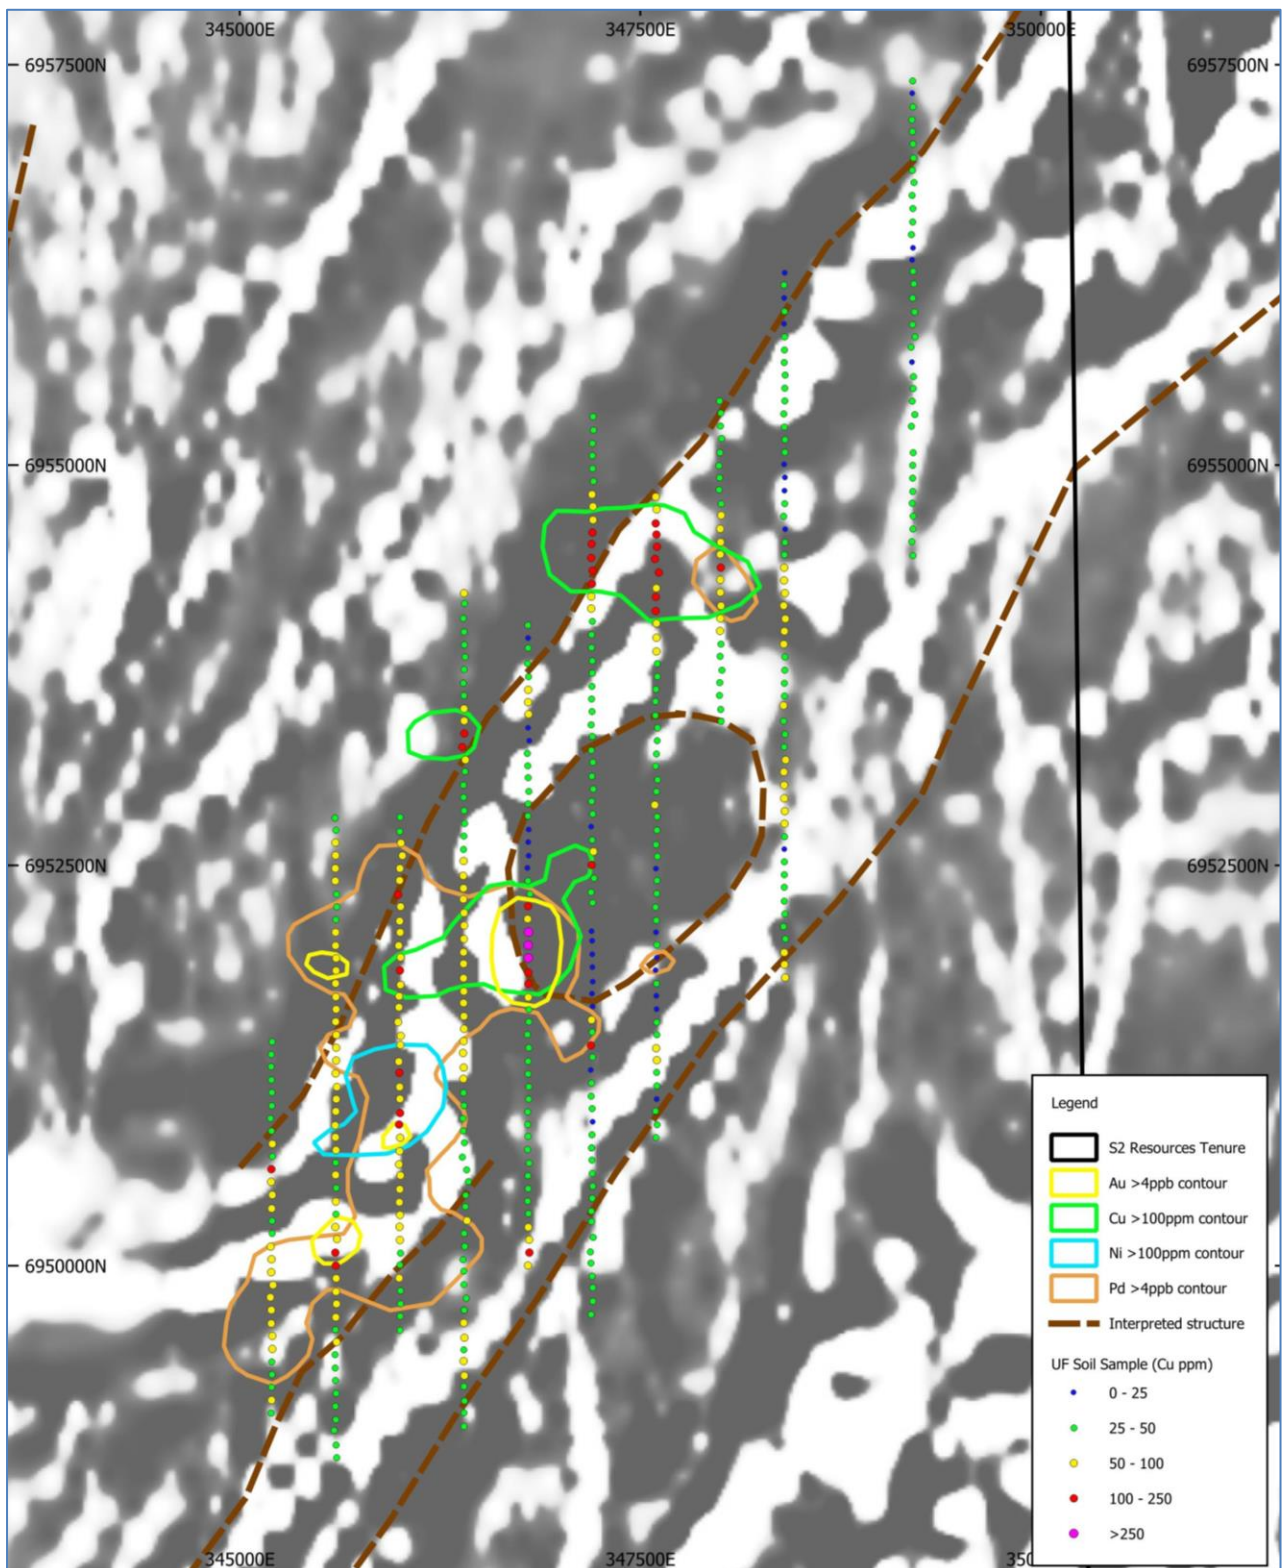 345000E 347500E 350000E
6957500N 6957500N
6955000N 6955000N
6952500N 6952500N
6950000N
Legend
S2 Resources Tenure
Au >4ppb contour
Cu >100ppm contour
Ni >100ppm contour
Pd >4ppb contour
Interpreted structure
UF Soil Sample (Cu ppm)
0 - 25
25 - 50
50 - 100
100 - 250
>250
345000E 347500E 350